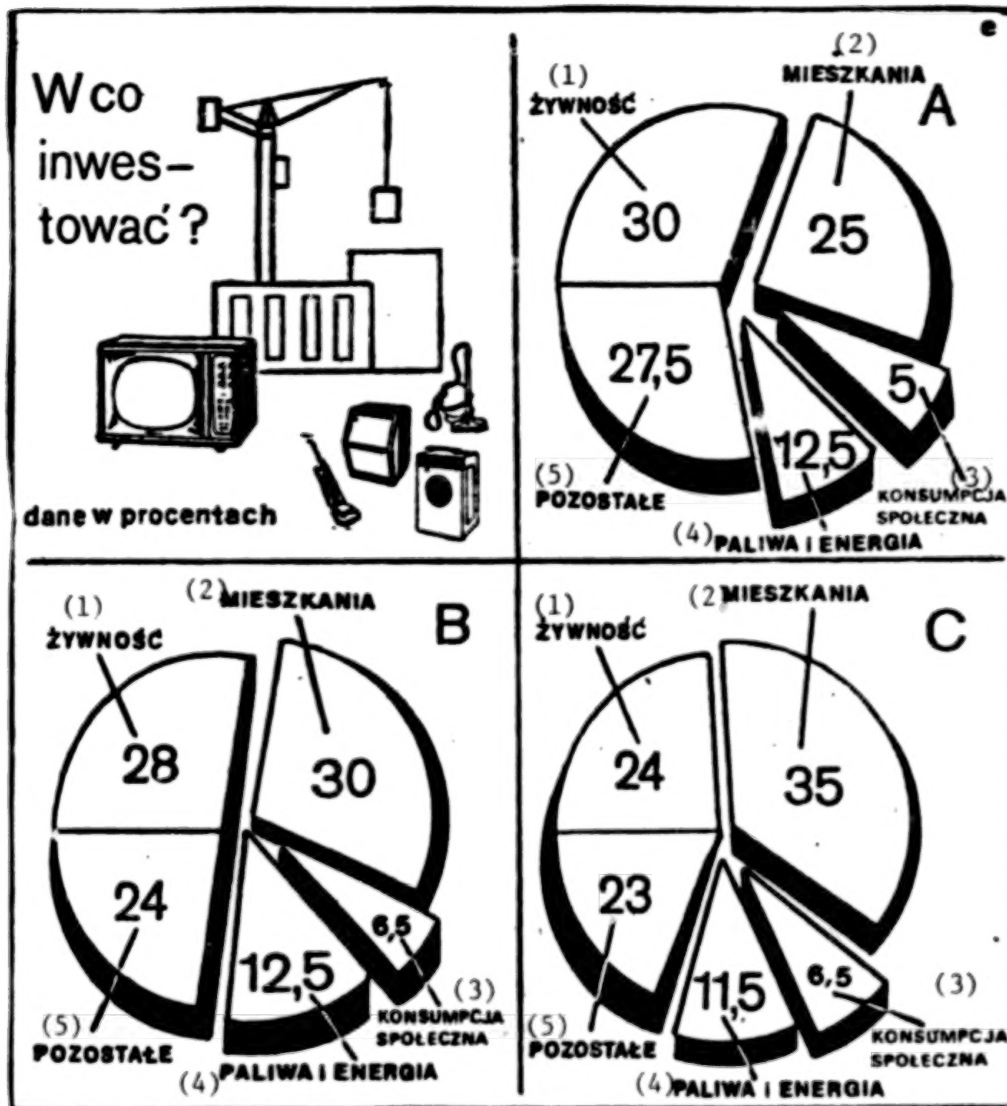 W co
inwes-
tować?
danę w procentach
e
A
(1)
ŻYWNOŚĆ
30
(2)
MIESZKANIA
25
5
(3)
KONSUMPCJA
SPOŁECZNA
12,5
(4) PALIWA I ENERGIA
27,5
(5)
POZOSTAŁE
B
(1)
ŻYWNOŚĆ
28
(2) MIESZKANIA
30
6,5
(3)
KONSUMPCJA
SPOŁECZNA
12,5
(4) PALIWA I ENERGIA
24
(5)
POZOSTAŁE
C
(1)
ŻYWNOŚĆ
24
(2 MIESZKANIA
35
6,5
(3)
KONSUMPCJA
SPOŁECZNA
11,5
(4) PALIWA I ENERGIA
23
(5)
POZOSTAŁE